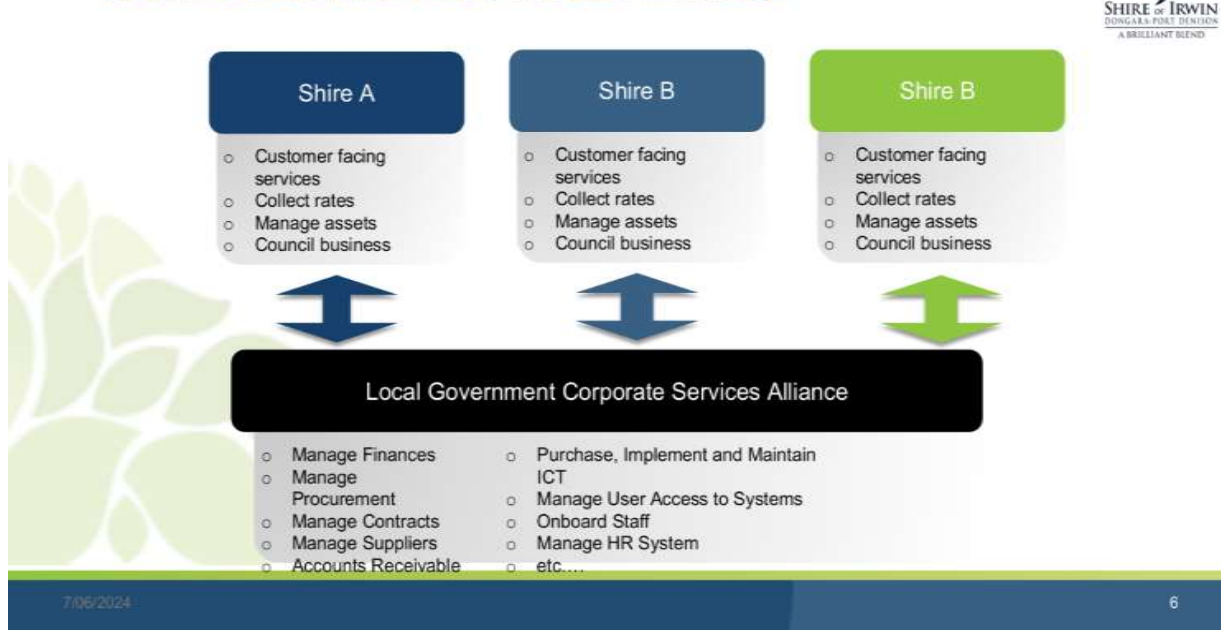 SHIRE OF IRWIN
DONGARA-PORT DENISON
A BRILLIANT BLEND
Shire A
Shire B
Shire B
o Customer facing
services
o Collect rates
o Manage assets
o Council business
o Customer facing
services
o Collect rates
o Manage assets
o Council business
o Customer facing
services
o Collect rates
o Manage assets
o Council business
Local Government Corporate Services Alliance
o Manage Finances
o Manage
Procurement
o Manage Contracts
o Manage Suppliers
o Accounts Receivable
o Purchase, Implement and Maintain
ICT
o Manage User Access to Systems
o Onboard Staff
o Manage HR System
o etc....
7/06/2024
6